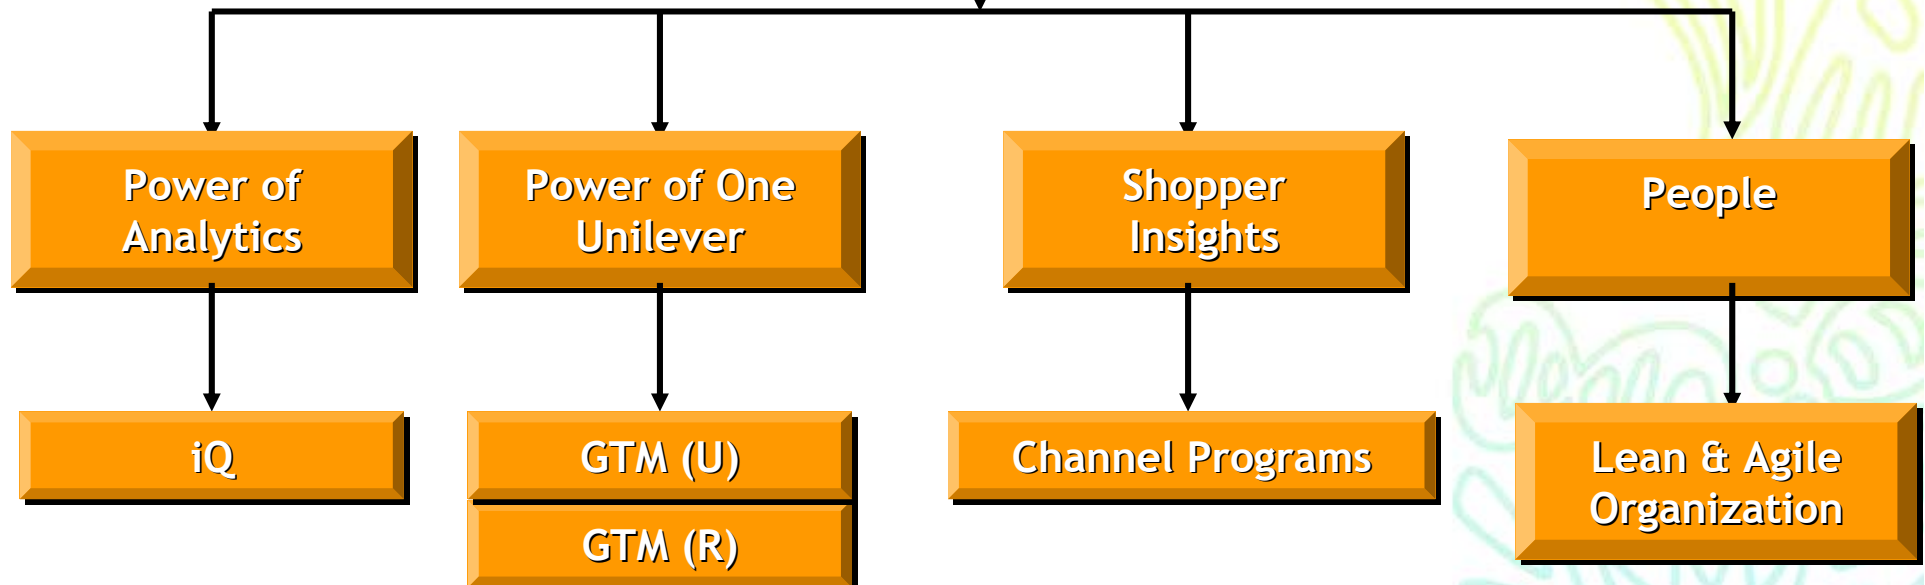 Power of
Analytics
Power of One
Unilever
Shopper
Insights
People
iQ
GTM (U)
GTM (R)
Channel Programs
Lean & Agile
Organization